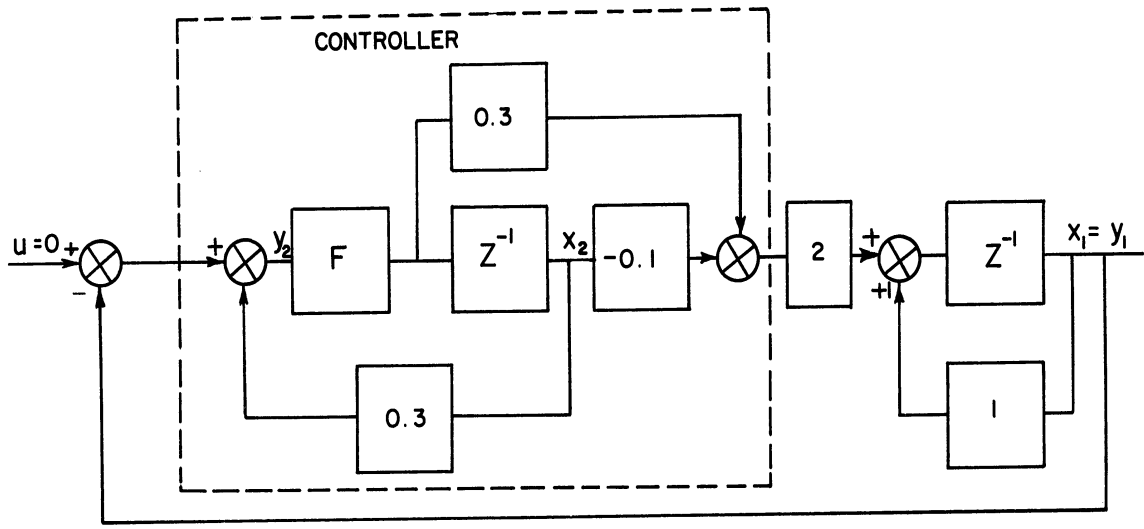 CONTROLLER
0.3
u=0
+
−
+
y₂
F
Z⁻¹
x₂
-0.1
2
+
+1
Z⁻¹
x₁= y₁
0.3
1